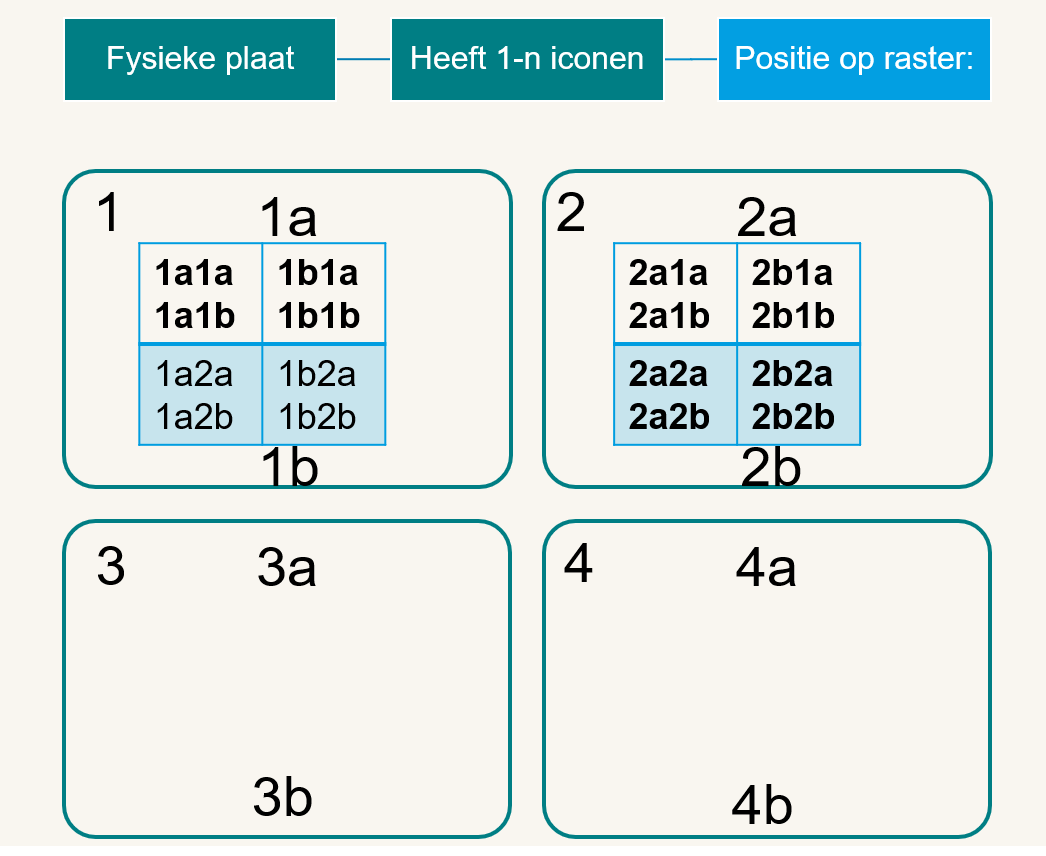 Fysieke plaat
Heeft 1-n iconen
Positie op raster:
1
1a
1a1a 1b1a
1a1b 1b1b
1a2a 1b2a
1a2b 1b2b
1b
2
2a
2a1a 2b1a
2a1b 2b1b
2a2a 2b2a
2a2b 2b2b
2b
3
3a
3b
4
4a
4b